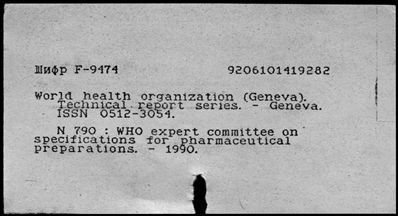 Шифр F-9474 9206101419282
World health organization (Geneva).
Technical report series. - Geneva.
ISSN 0512-3054.
N 790 : WHO expert committee on
specifications for pharmaceutical
preparations. - 1990.